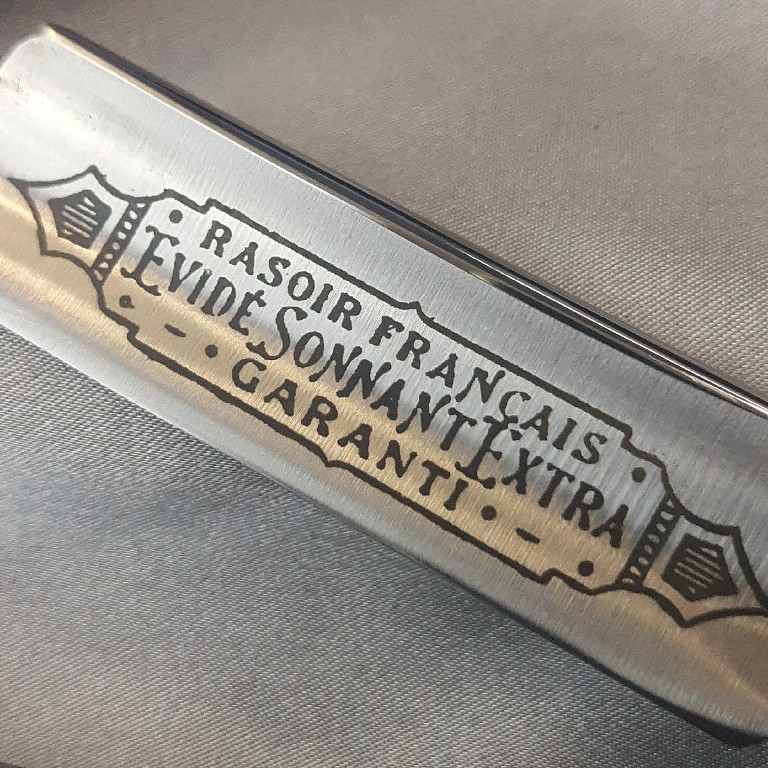 RASOIR FRANÇAIS
EVIDÉ SONNANT EXTRA
GARANTI